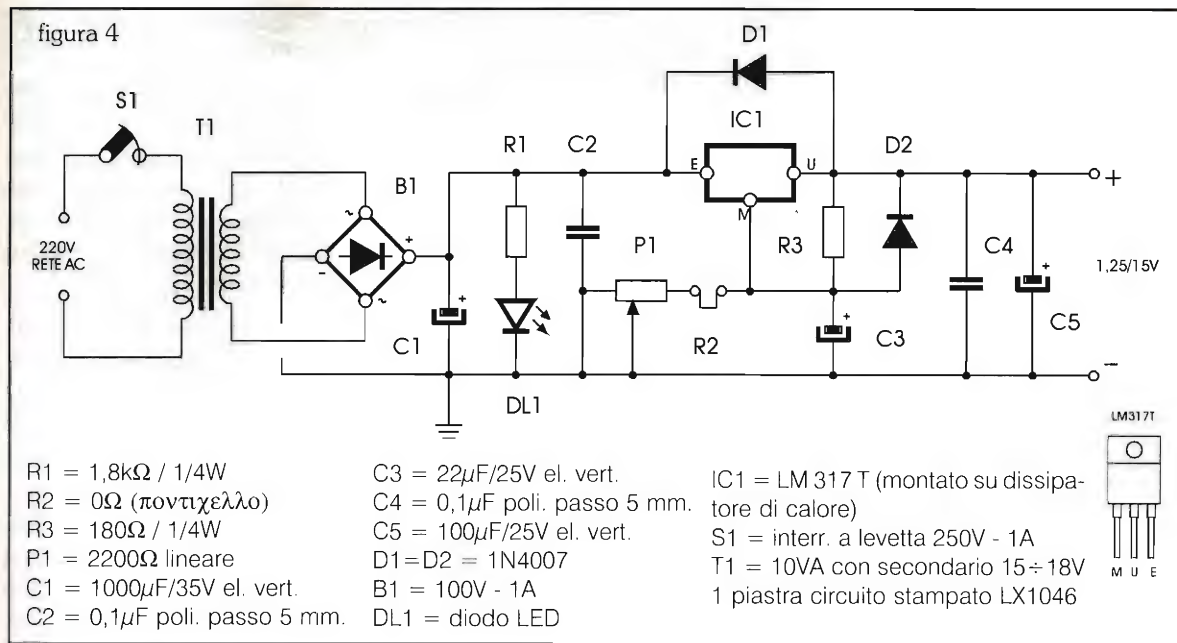 figura 4
D1
S1
T1
IC1
R1
C2
D2
B1
E
U
M
~
+
-
~
P1
R3
C4
+
220V
RETE AC
1,25/15V
+
C1
R2
+
C3
+
C5
DL1
-
LM317T
M U E
R1 = 1,8kΩ / 1/4W
R2 = 0Ω (ποντιχελλο)
R3 = 180Ω / 1/4W
P1 = 2200Ω lineare
C1 = 1000µF/35V el. vert.
C2 = 0,1µF poli. passo 5 mm.
C3 = 22µF/25V el. vert.
C4 = 0,1µF poli. passo 5 mm.
C5 = 100µF/25V el. vert.
D1=D2 = 1N4007
B1 = 100V - 1A
DL1 = diodo LED
IC1 = LM 317 T (montato su dissipa-
tore di calore)
S1 = interr. a levetta 250V - 1A
T1 = 10VA con secondario 15÷18V
1 piastra circuito stampato LX1046